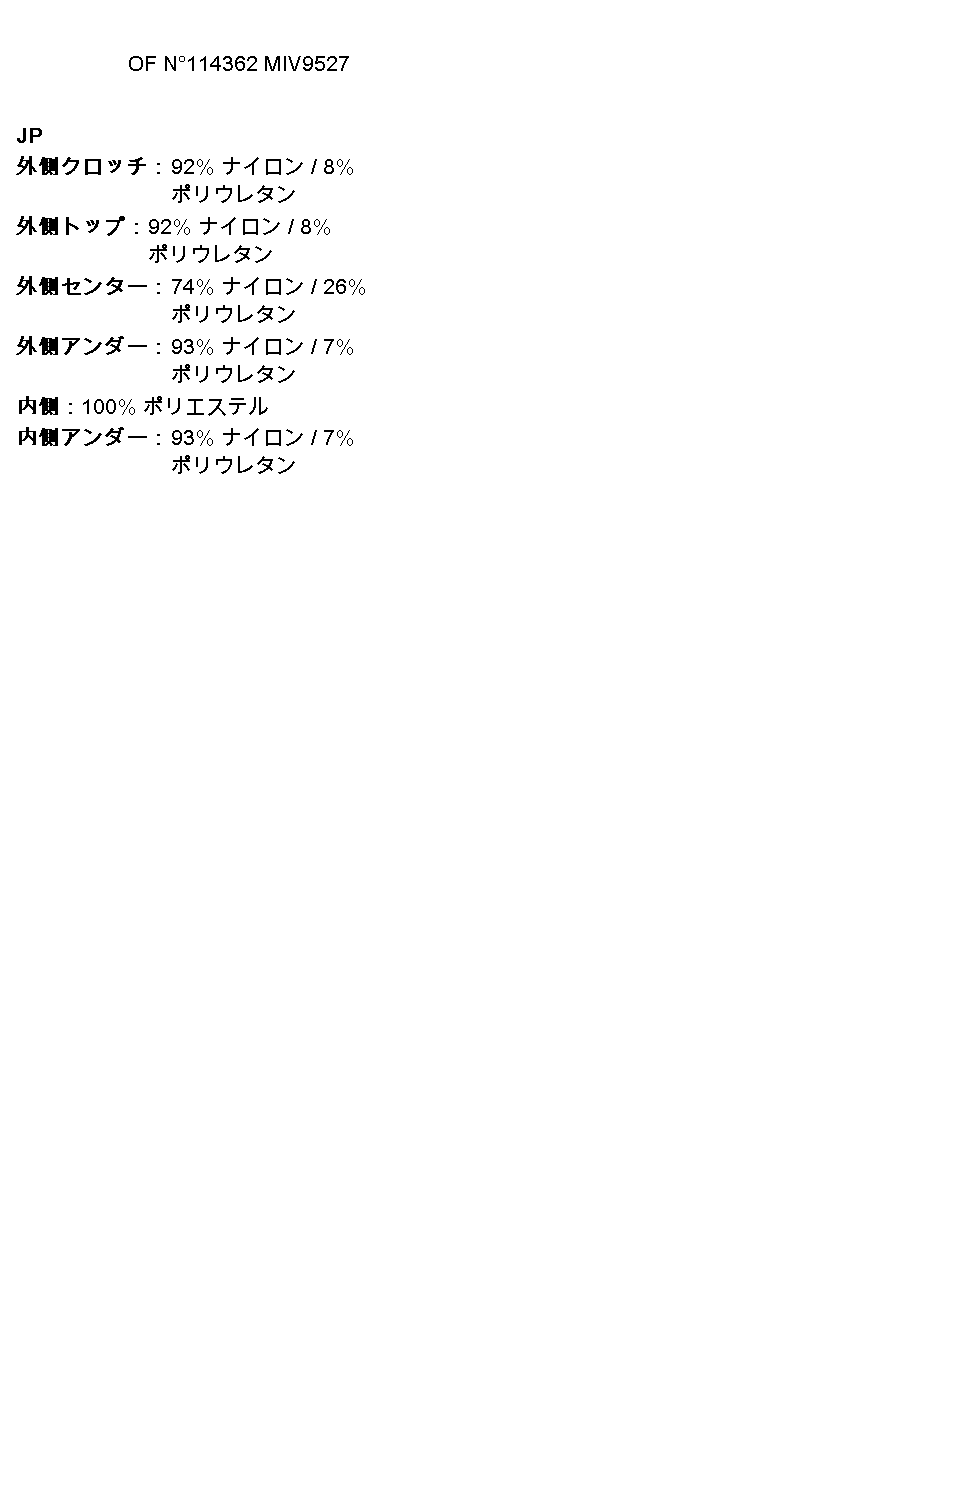 OF N°114362 MIV9527
JP
外側クロッチ : 92% ナイロン / 8%
ポリウレタン
外側トップ : 92% ナイロン / 8%
ポリウレタン
外側センター : 74% ナイロン / 26%
ポリウレタン
外側アンダー : 93% ナイロン / 7%
ポリウレタン
内側 : 100% ポリエステル
内側アンダー : 93% ナイロン / 7%
ポリウレタン